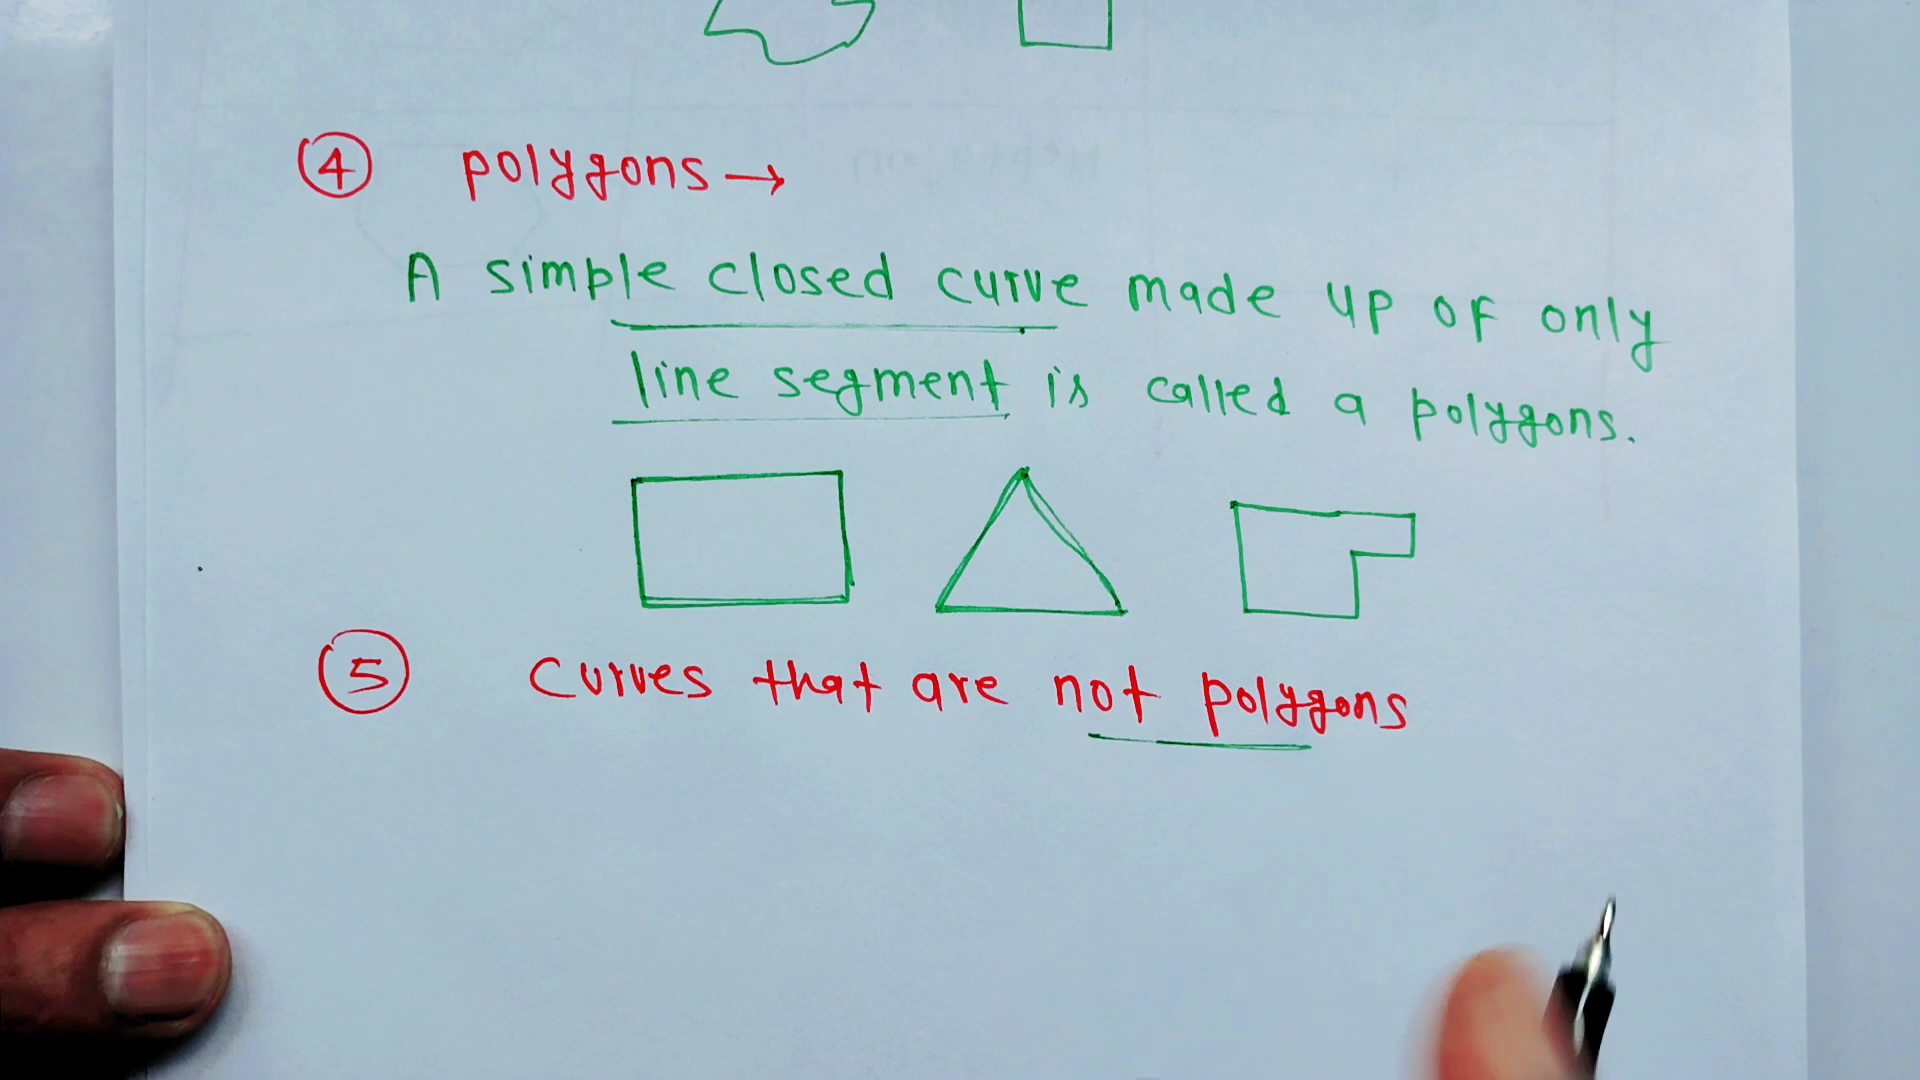 ④ polygons →
A simple closed curve made up of only
line segment is called a polygons.
⑤ Curves that are not polygons